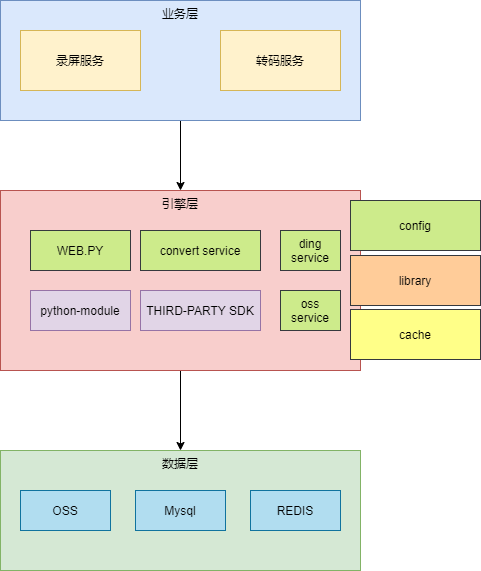 业务层
录屏服务
转码服务
引擎层
WEB.PY
convert service
ding
service
config
library
python-module
THIRD-PARTY SDK
oss
service
cache
数据层
OSS
Mysql
REDIS